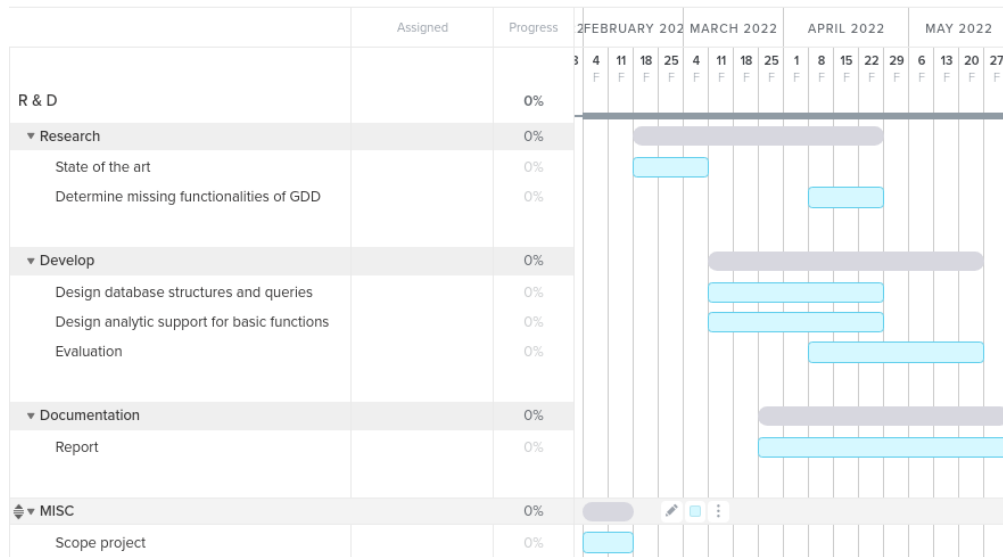 Assigned Progress 2 FEBRUARY 202 MARCH 2022 APRIL 2022 MAY 2022
4 11 18 25 4 11 18 25 1 8 15 22 29 6 13 20 27
F F F F F F F F F F F F F F F F F
R & D 0%
Research 0%
State of the art 0%
Determine missing functionalities of GDD 0%
Develop 0%
Design database structures and queries 0%
Design analytic support for basic functions 0%
Evaluation 0%
Documentation 0%
Report 0%
MISC 0%
Scope project 0%